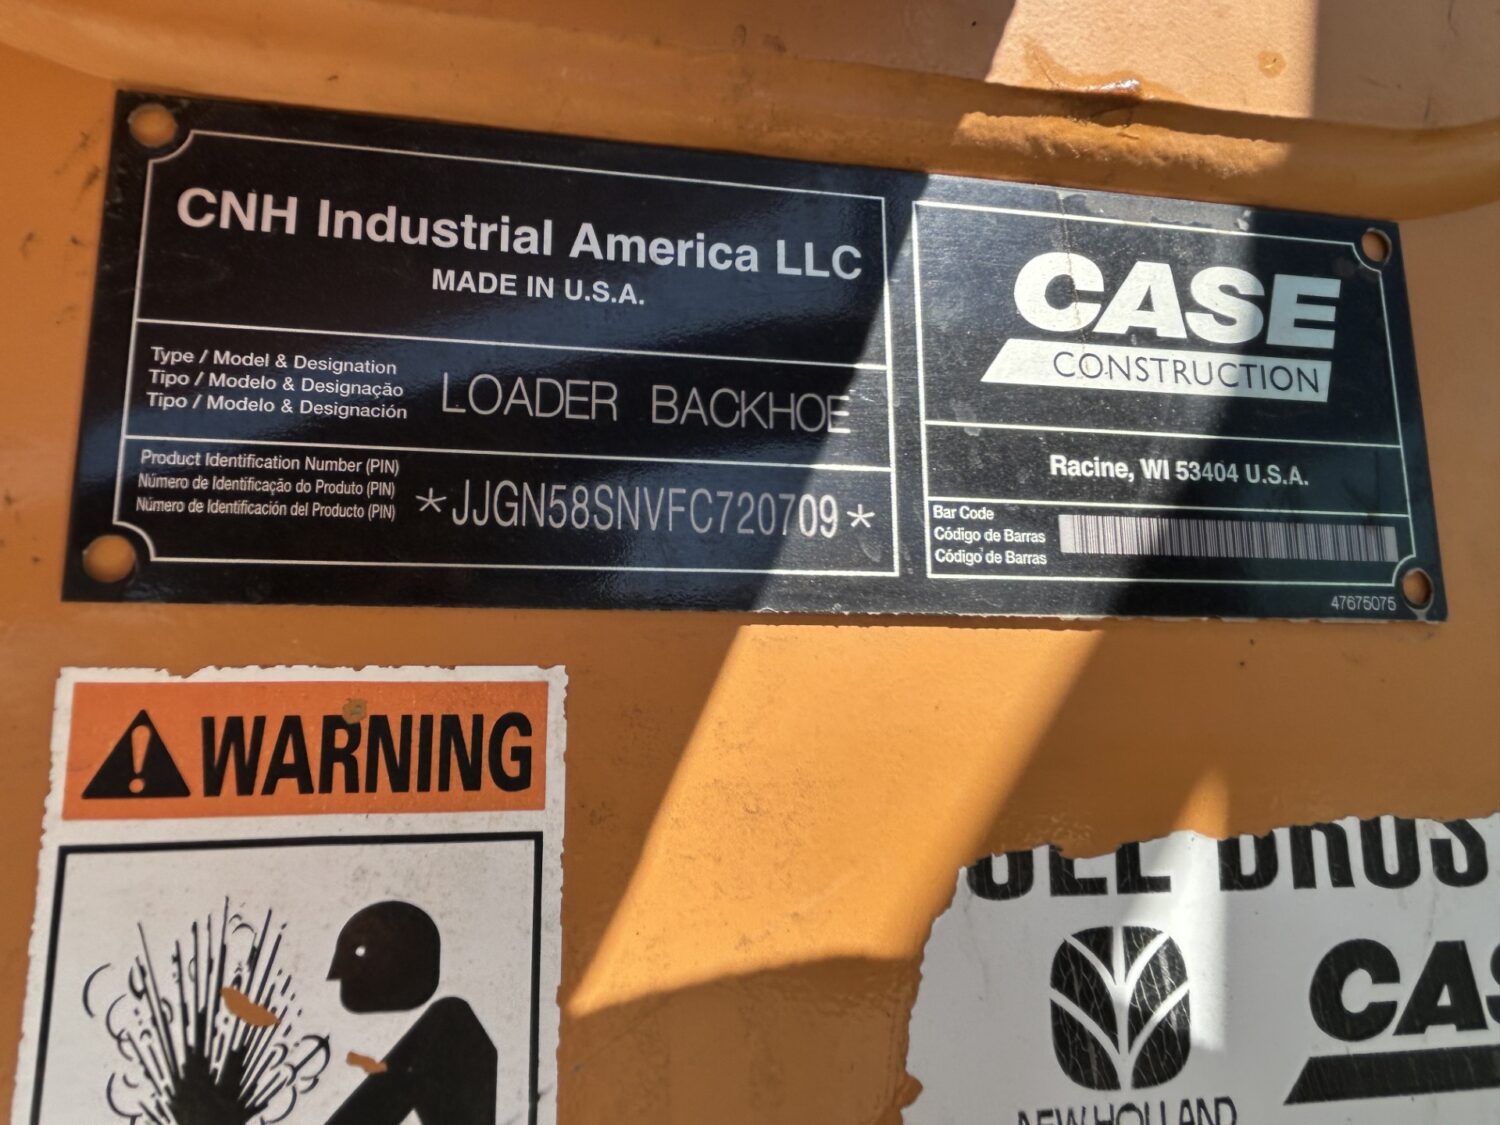 CNH Industrial America LLC
MADE IN U.S.A.
Type / Model & Designation
Tipo / Modelo & Designação
Tipo / Modelo & Designación
LOADER BACKHOE
Product Identification Number (PIN)
Número de Identificação do Produto (PIN)
Número de Identificación del Producto (PIN)
*JJGN58SNVFC720709*
CASE
CONSTRUCTION
Racine, WI 53404 U.S.A.
Bar Code
Código de Barras
Código de Barras
47675075
WARNING
NEW HOLLAND